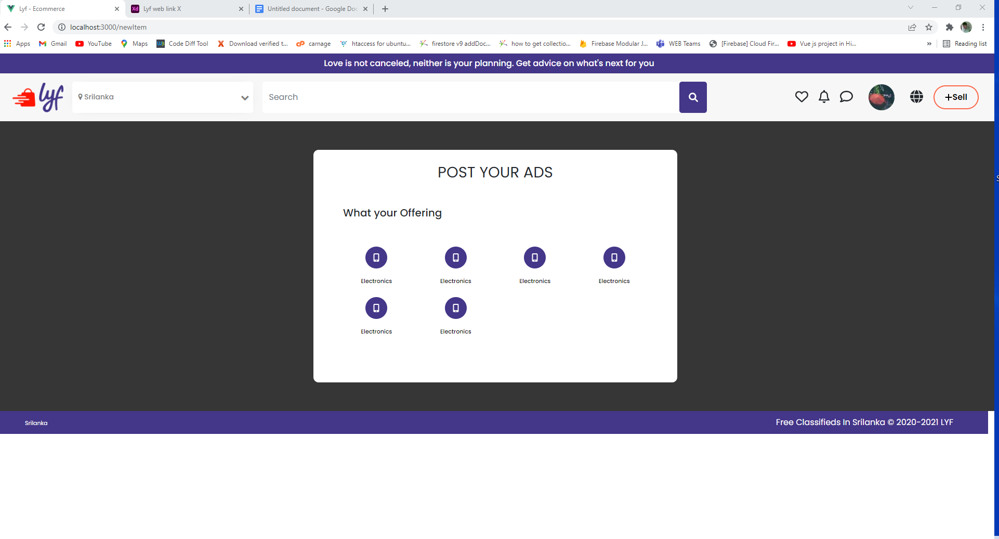 Lyf - Ecommerce
Xd Lyf web link X
Untitled document - Google Doc
localhost:3000/newItem
Apps Gmail YouTube Maps Code Diff Tool Download verified t... carnage htaccess for ubuntu... firestore v9 addDoc... how to get collectio... Firebase Modular J... WEB Teams [Firebase] Cloud Fir... Vue js project in Hi... » Reading list
Love is not canceled, neither is your planning. Get advice on what's next for you
lyf
Srilanka
Search
+Sell
POST YOUR ADS
What your Offering
Electronics Electronics Electronics Electronics
Electronics Electronics
Srilanka
Free Classifieds In Srilanka © 2020-2021 LYF